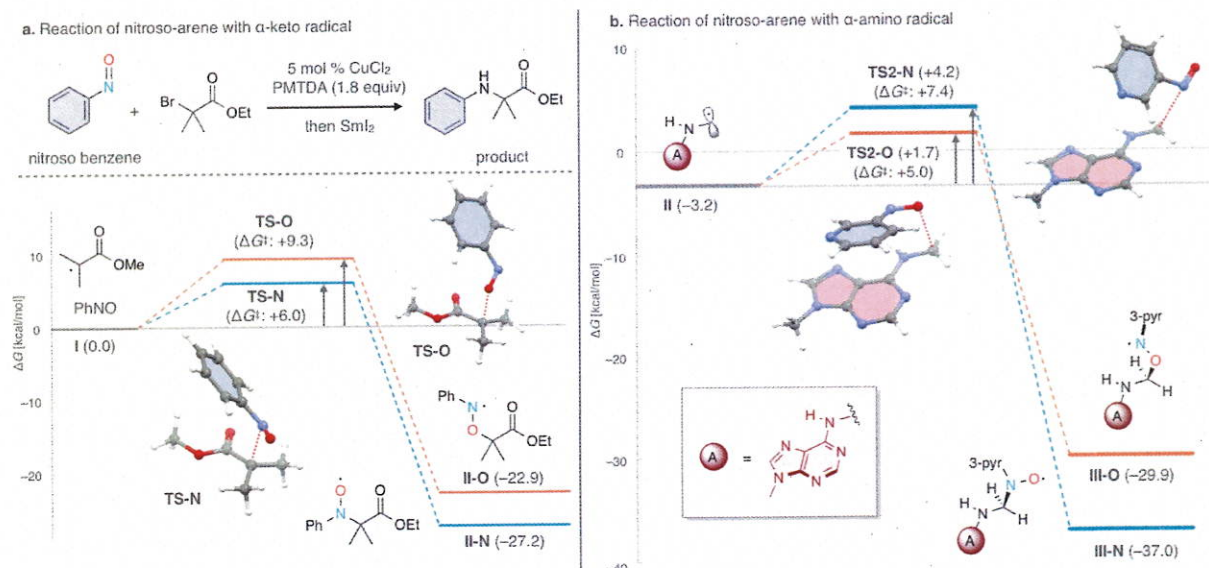 a. Reaction of nitroso-arene with α-keto radical
N
O
+
Br
O
OEt
5 mol % CuCl₂
PMTDA (1.8 equiv)
then SmI₂
H
N
O
OEt
nitroso benzene
product
ΔG [kcal/mol]
10
0
−10
−20
O
OMe
PhNO
I (0.0)
TS-O
(ΔG‡: +9.3)
TS-N
(ΔG‡: +6.0)
TS-O
TS-N
Ph
N
O
O
OEt
II-O (−22.9)
O
N
Ph
O
OEt
II-N (−27.2)
b. Reaction of nitroso-arene with α-amino radical
ΔG [kcal/mol]
10
0
−10
−20
−30
−40
H
N
A
II (−3.2)
TS2-N (+4.2)
(ΔG‡: +7.4)
TS2-O (+1.7)
(ΔG‡: +5.0)
A
=
H
N
N
N
N
N
3-pyr
N
O
H
H
H
N
A
III-O (−29.9)
3-pyr
N
O
H
H
H
N
A
III-N (−37.0)